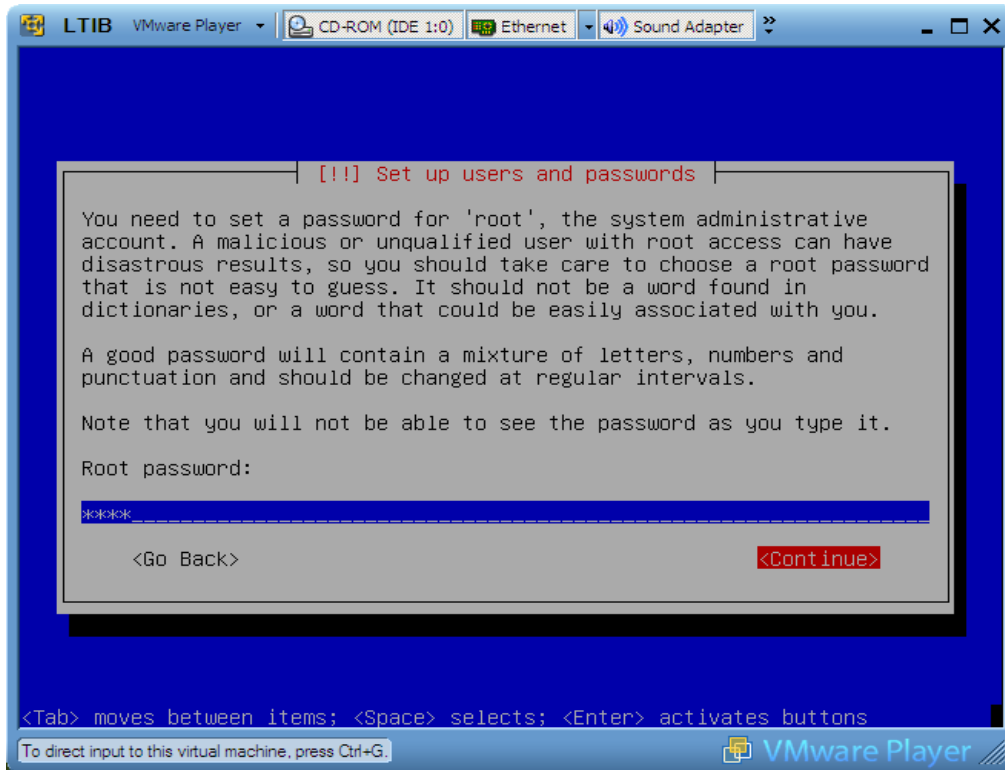 LTIB VMware Player CD-ROM (IDE 1:0) Ethernet Sound Adapter
[!!] Set up users and passwords
You need to set a password for 'root', the system administrative
account. A malicious or unqualified user with root access can have
disastrous results, so you should take care to choose a root password
that is not easy to guess. It should not be a word found in
dictionaries, or a word that could be easily associated with you.
A good password will contain a mixture of letters, numbers and
punctuation and should be changed at regular intervals.
Note that you will not be able to see the password as you type it.
Root password:
****
<Go Back> <Continue>
<Tab> moves between items; <Space> selects; <Enter> activates buttons
To direct input to this virtual machine, press Ctrl+G. VMware Player